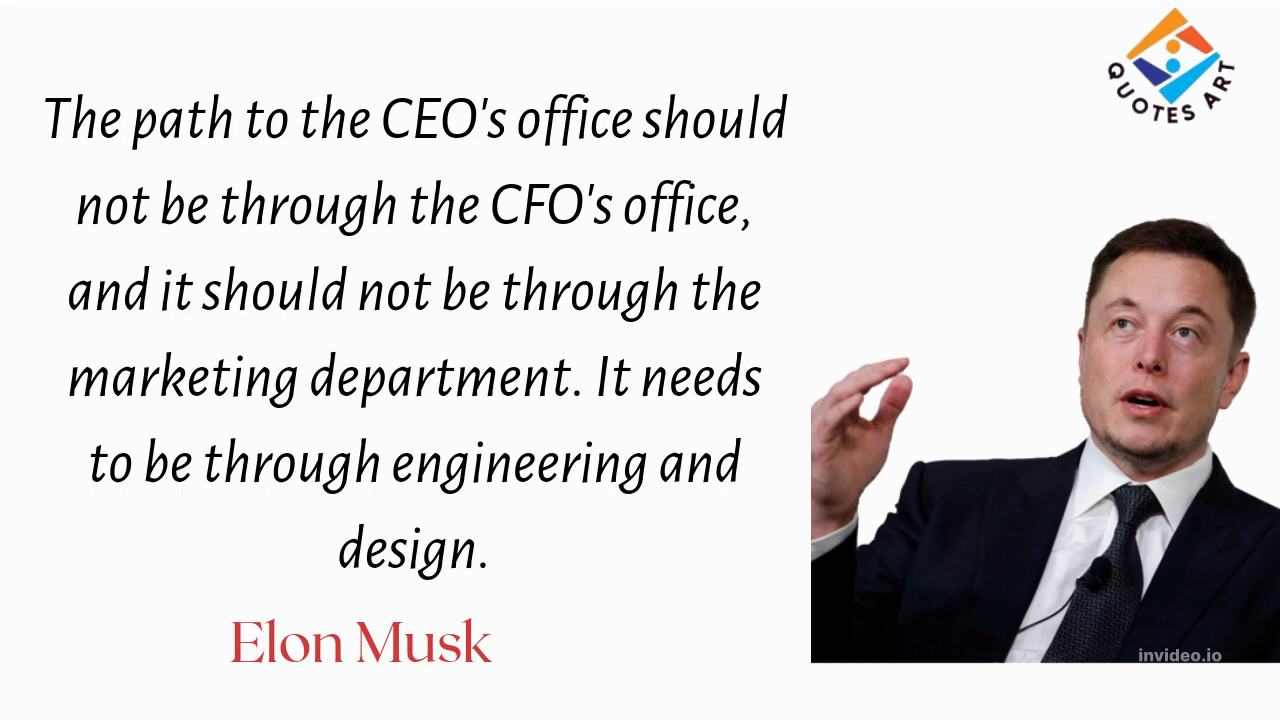 QUOTES ART
The path to the CEO's office should
not be through the CFO's office,
and it should not be through the
marketing department. It needs
to be through engineering and
design.
Elon Musk
invideo.io